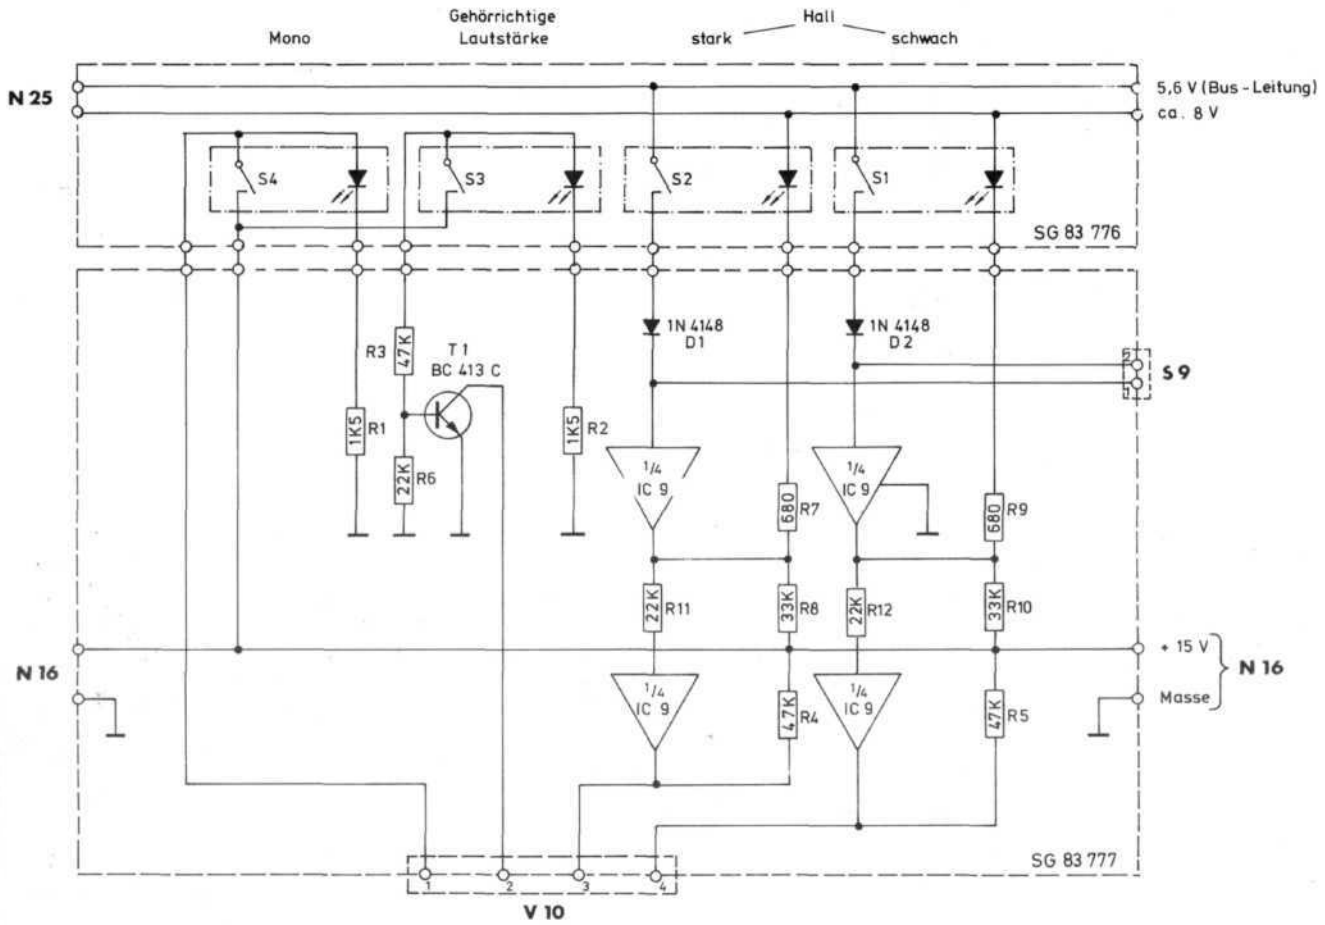 Gehörrichtige
Hall
Mono
Lautstärke
stark
schwach
N 25
5,6 V (Bus - Leitung)
ca. 8 V
S4
S3
S2
S1
SG 83 776
1N 4148
D1
1N 4148
D2
R3
47K
T 1
BC 413 C
S 9
1
1K5
R1
1K5
R2
22K
R6
1/4
IC 9
1/4
IC 9
680
R7
680
R9
22K
R11
33K
R8
22K
R12
33K
R10
N 16
+ 15 V
N 16
Masse
1/4
IC 9
1/4
IC 9
47K
R4
47K
R5
SG 83 777
1
2
3
4
V 10